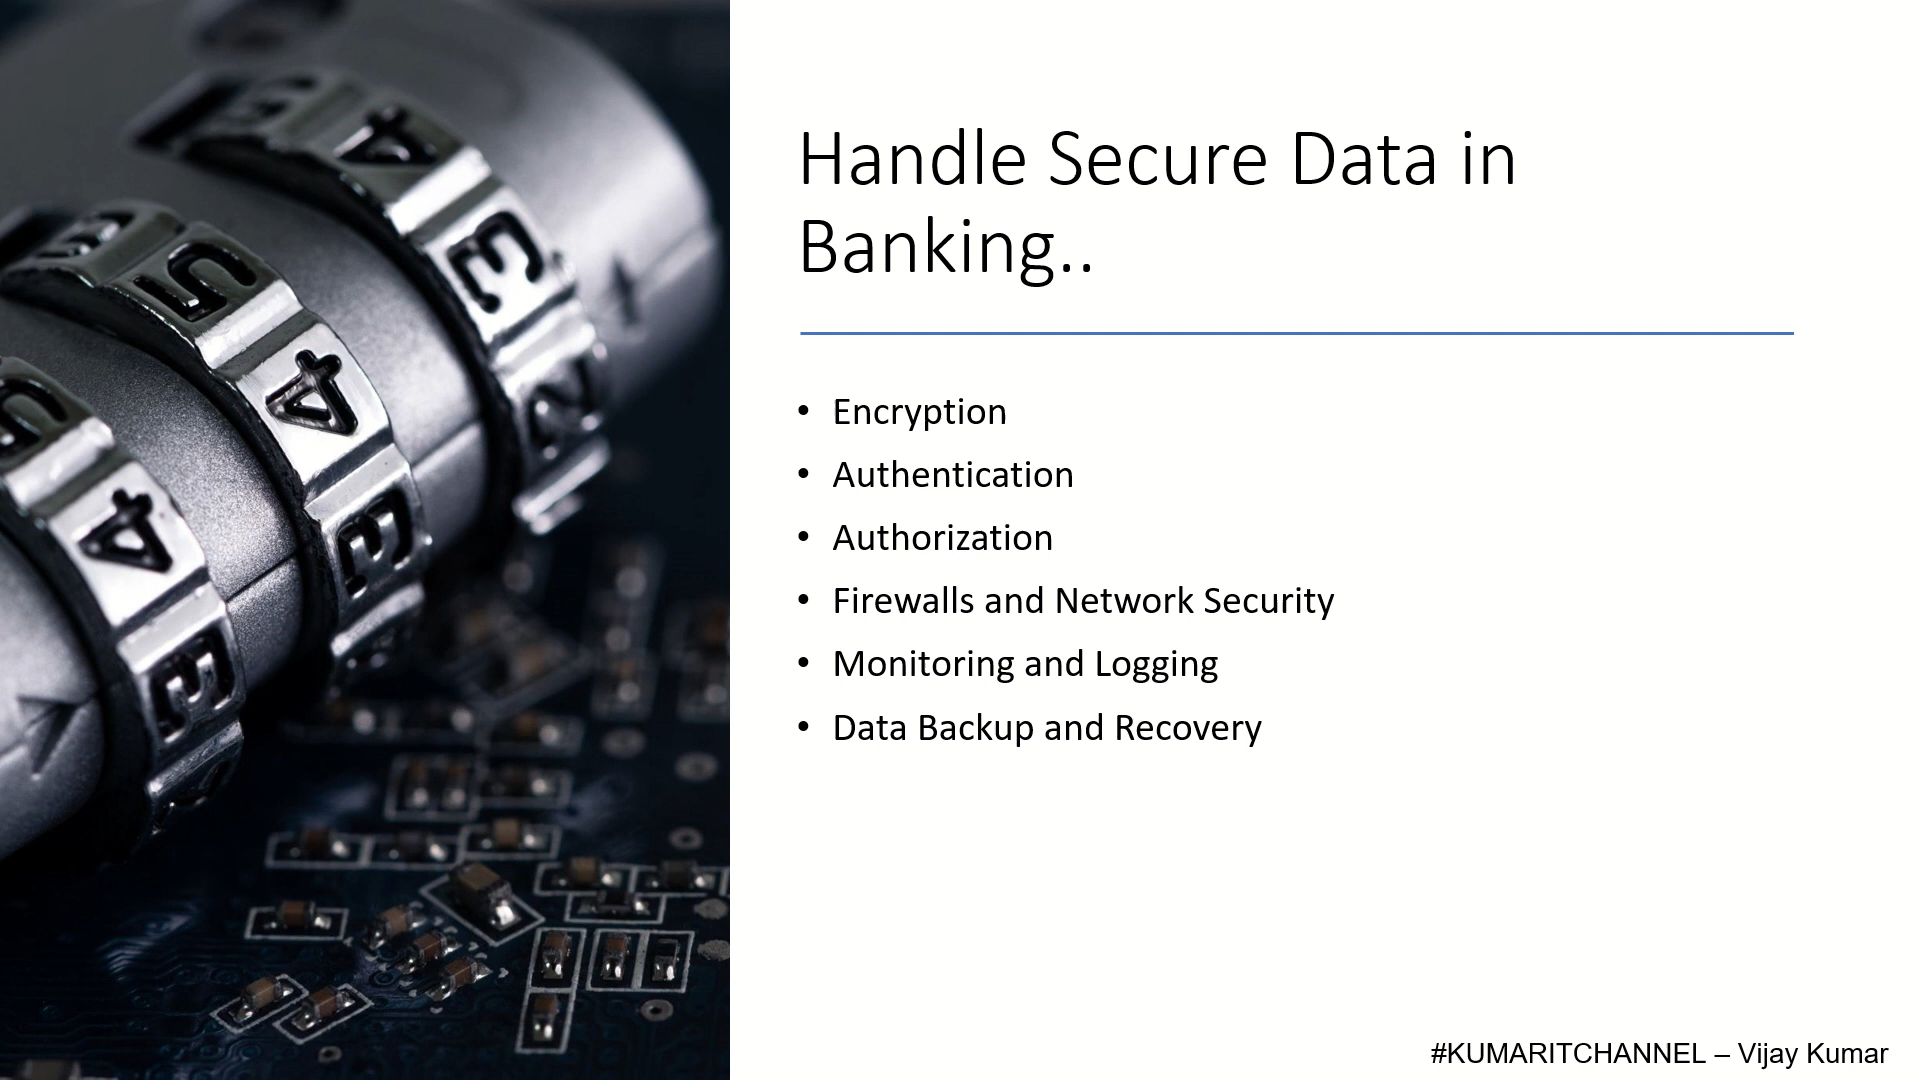 Handle Secure Data in
Banking..
• Encryption
• Authentication
• Authorization
• Firewalls and Network Security
• Monitoring and Logging
• Data Backup and Recovery
#KUMARITCHANNEL – Vijay Kumar